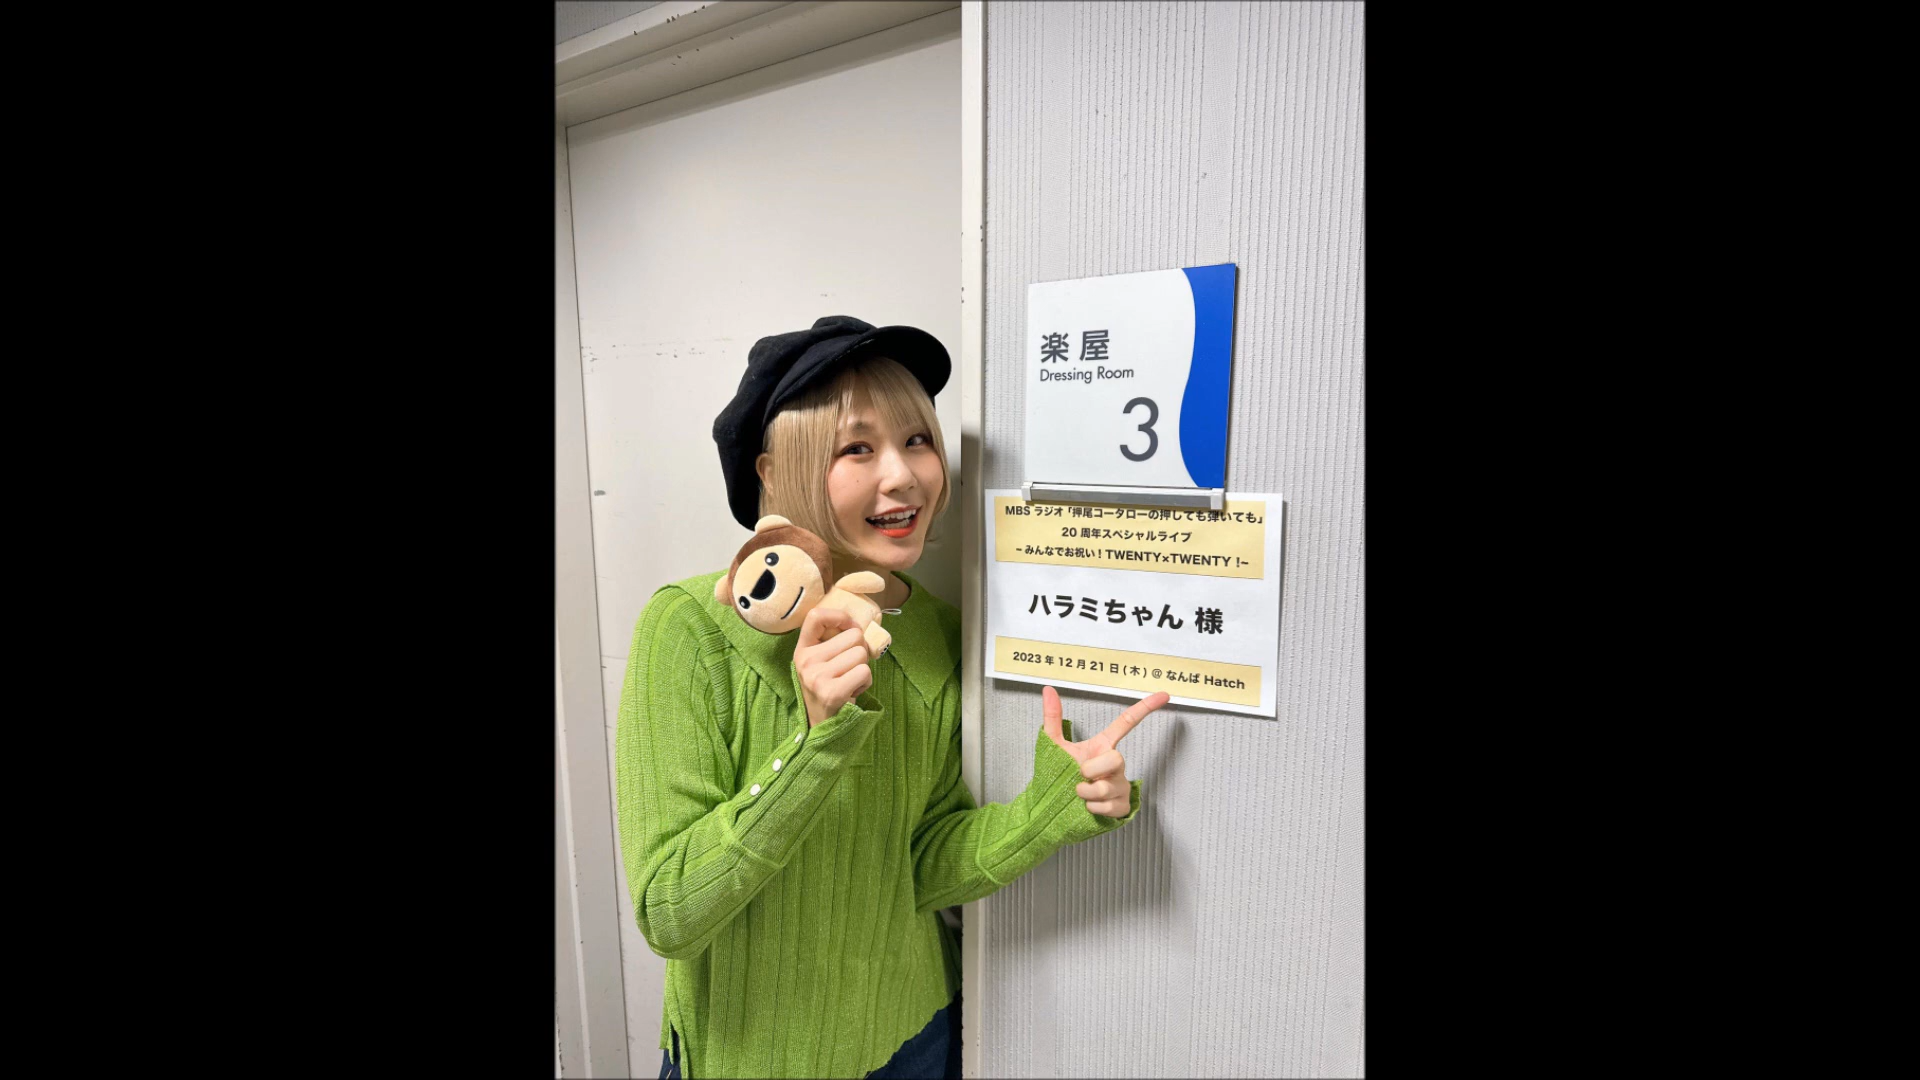 楽屋
Dressing Room
3
MBS ラジオ「押尾コータローの押しても弾いても」
20 周年スペシャルライブ
−みんなでお祝い!TWENTY×TWENTY !−
ハラミちゃん 様
2023 年 12 月 21 日 (木) @ なんば Hatch